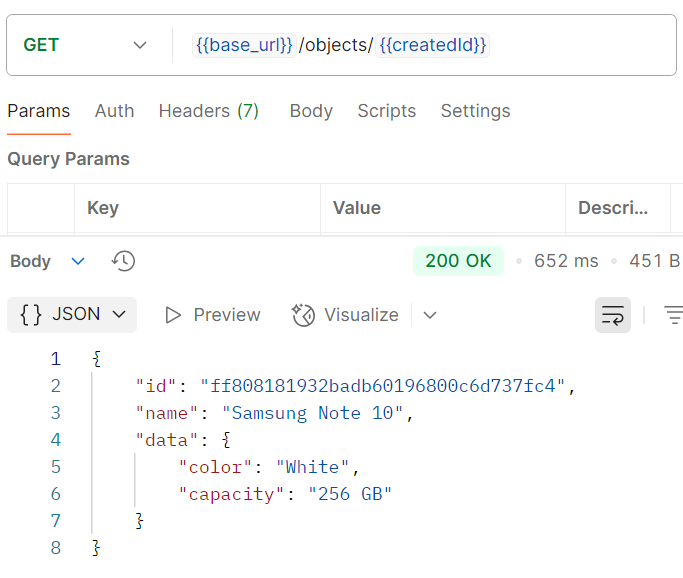 GET {{base_url}} /objects/ {{createdId}}
Params Auth Headers (7) Body Scripts Settings
Query Params
Key Value Descri...
Body 200 OK 652 ms 451 B
{} JSON Preview Visualize
1 {
2 "id": "ff808181932badb60196800c6d737fc4",
3 "name": "Samsung Note 10",
4 "data": {
5 "color": "White",
6 "capacity": "256 GB"
7 }
8 }